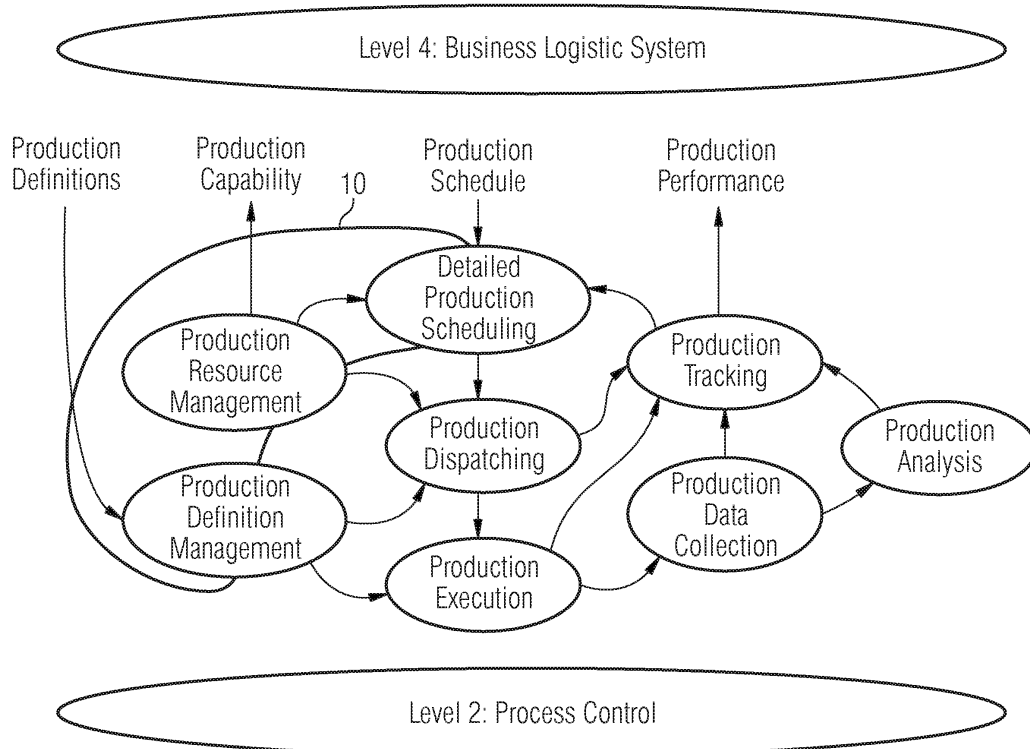 Level 4: Business Logistic System
Production
Definitions
Production
Capability
Production
Schedule
Production
Performance
10
Detailed
Production
Scheduling
Production
Resource
Management
Production
Tracking
Production
Dispatching
Production
Analysis
Production
Definition
Management
Production
Data
Collection
Production
Execution
Level 2: Process Control